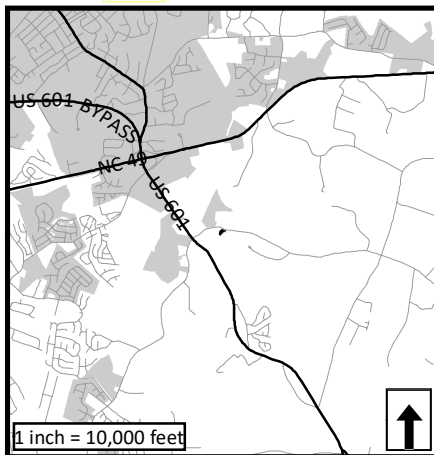 US 601 BYPASS
NC 49
US 601
1 inch = 10,000 feet